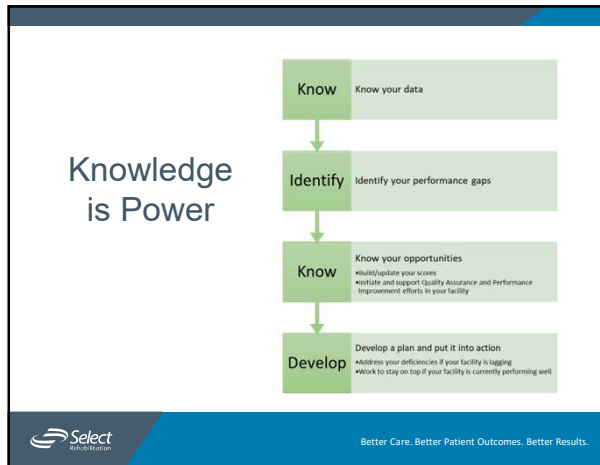 Knowledge
is Power
Know
Know your data
Identify
Identify your performance gaps
Know
Know your opportunities
•Build/update your scores
•Initiate and support Quality Assurance and Performance
Improvement efforts in your facility
Develop
Develop a plan and put it into action
•Address your deficiencies if your facility is lagging
•Work to stay on top if your facility is currently performing well
Select
Rehabilitation
Better Care. Better Patient Outcomes. Better Results.